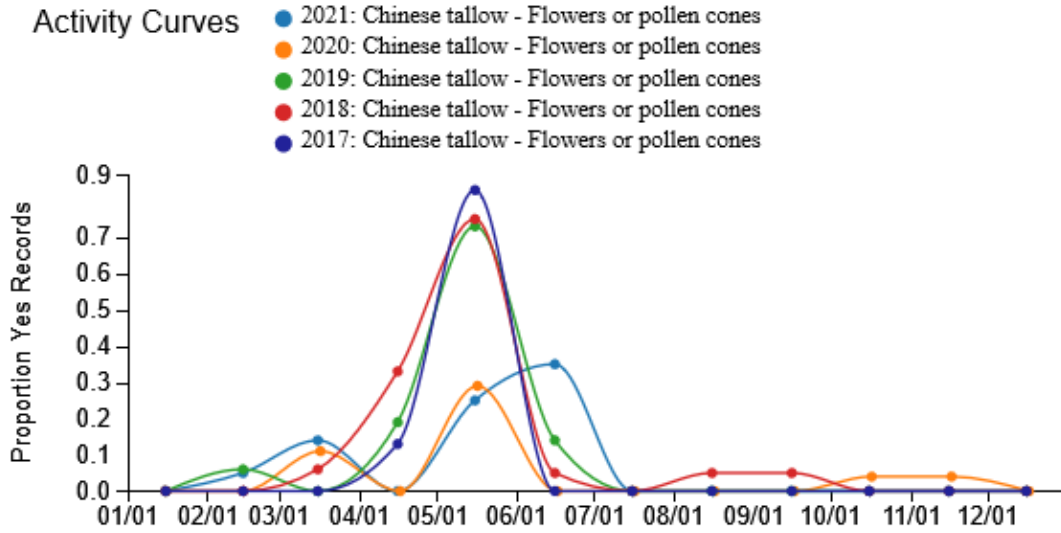 Activity Curves
2021: Chinese tallow - Flowers or pollen cones
2020: Chinese tallow - Flowers or pollen cones
2019: Chinese tallow - Flowers or pollen cones
2018: Chinese tallow - Flowers or pollen cones
2017: Chinese tallow - Flowers or pollen cones
Proportion Yes Records
0.9
0.7
0.6
0.5
0.4
0.3
0.2
0.1
0.0
01/01 02/01 03/01 04/01 05/01 06/01 07/01 08/01 09/01 10/01 11/01 12/01